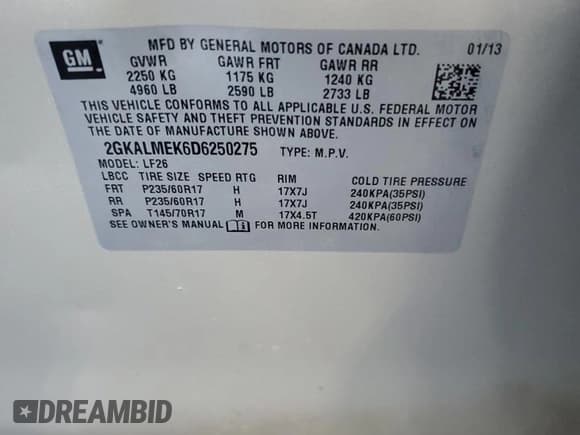 GM
MFD BY GENERAL MOTORS OF CANADA LTD. 01/13
GVWR GAWR FRT GAWR RR
2250 KG 1175 KG 1240 KG
4960 LB 2590 LB 2733 LB
THIS VEHICLE CONFORMS TO ALL APPLICABLE U.S. FEDERAL MOTOR
VEHICLE SAFETY AND THEFT PREVENTION STANDARDS IN EFFECT ON
THE DATE OF MANUFACTURE SHOWN ABOVE.
2GKALMEK6D6250275 TYPE: M.P.V.
MODEL: LF26
LBCC TIRE SIZE SPEED RTG RIM COLD TIRE PRESSURE
FRT P235/60R17 H 17X7J 240KPA(35PSI)
RR P235/60R17 H 17X7J 240KPA(35PSI)
SPA T145/70R17 M 17X4.5T 420KPA(60PSI)
SEE OWNER'S MANUAL FOR MORE INFORMATION.
DREAMBID